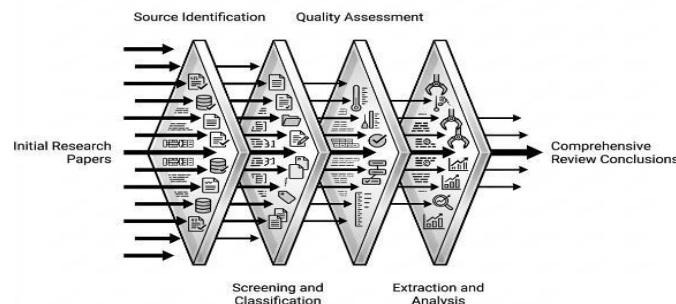 Source Identification
Quality Assessment
Initial Research
Papers
Comprehensive
Review Conclusions
Screening and
Classification
Extraction and
Analysis